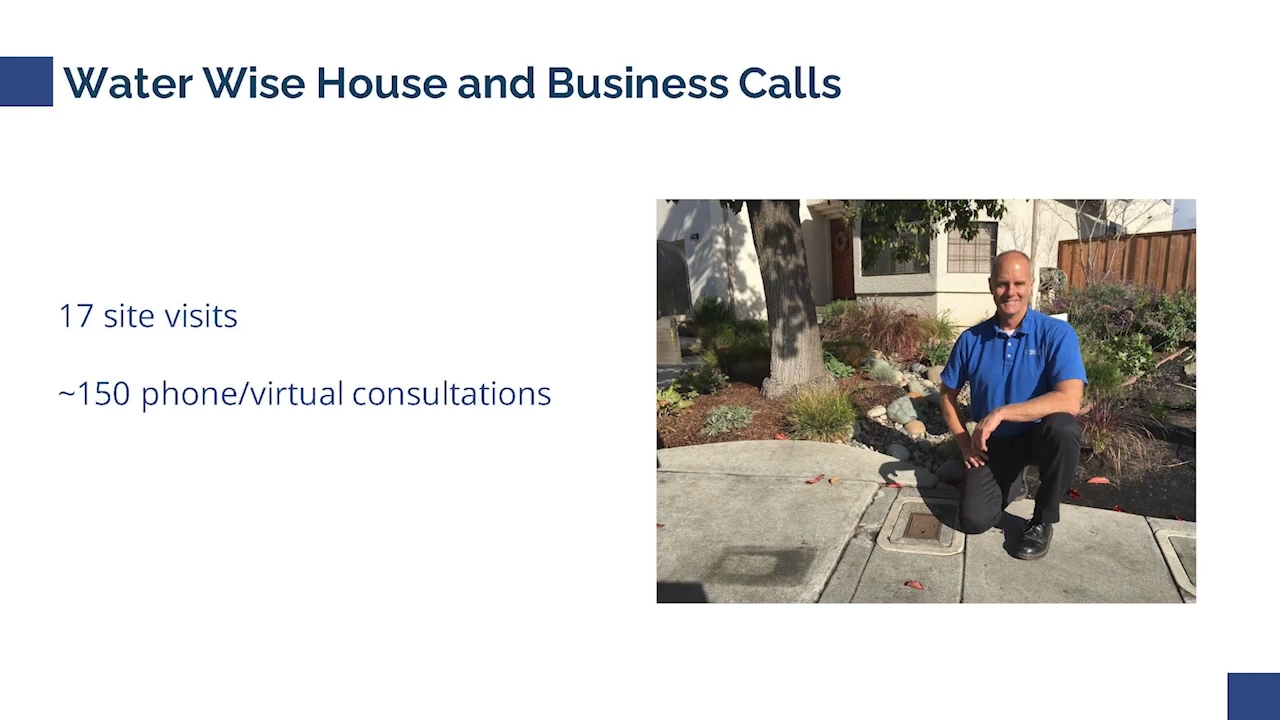 Water Wise House and Business Calls
17 site visits
~150 phone/virtual consultations